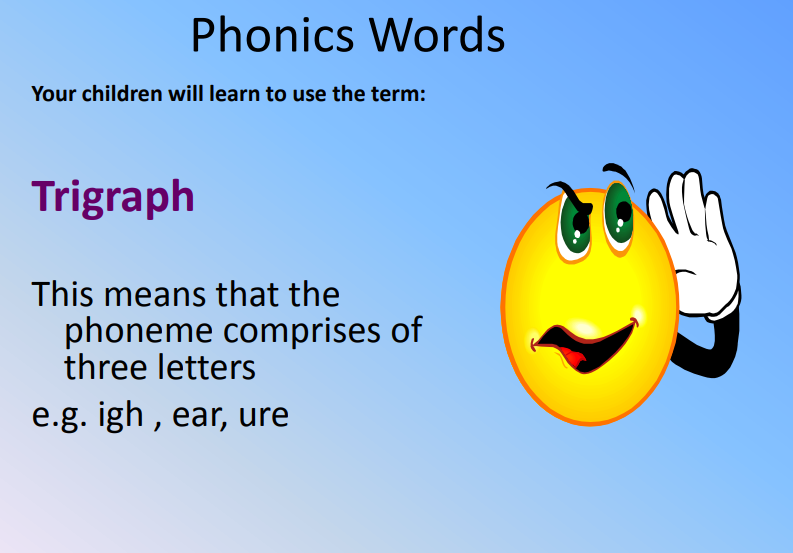 Phonics Words
Your children will learn to use the term:
Trigraph
This means that the
phoneme comprises of
three letters
e.g. igh , ear, ure